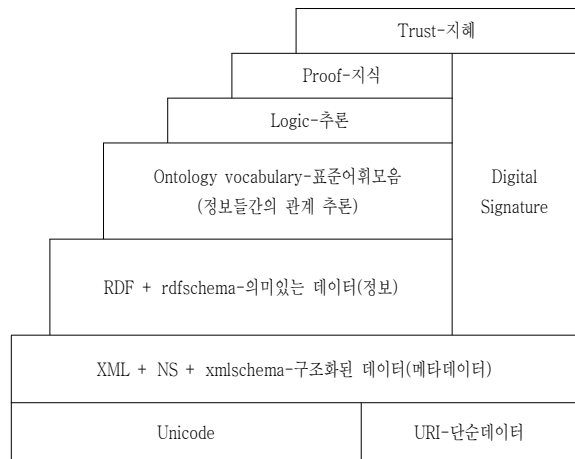 Trust-지혜
Proof-지식
Logic-추론
Ontology vocabulary-표준어휘모음
(정보들간의 관계 추론)
Digital
Signature
RDF + rdfschema-의미있는 데이터(정보)
XML + NS + xmlschema-구조화된 데이터(메타데이터)
Unicode
URI-단순데이터